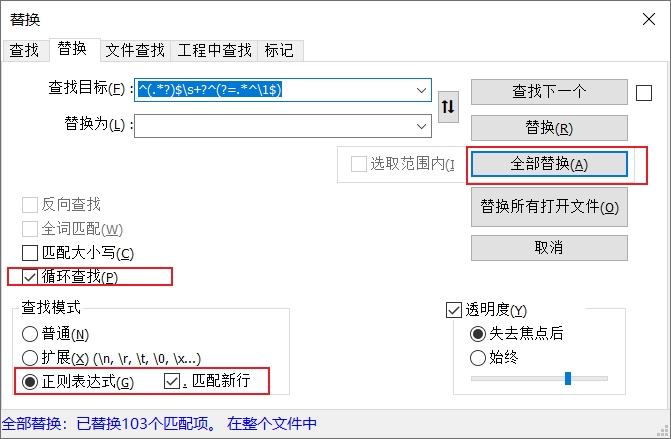 替换
查找 替换 文件查找 工程中查找 标记
查找目标(F) : ^(.*?)$\s+?^(?=.*^\1$) 查找下一个
替换为(L) : 替换(R)
选取范围内(I 全部替换(A)
反向查找 替换所有打开文件(O)
全词匹配(W)
匹配大小写(C) 取消
循环查找(P)
查找模式 透明度(Y)
普通(N) 失去焦点后
扩展(X) (\n, \r, \t, \0, \x...) 始终
正则表达式(G) . 匹配新行
全部替换: 已替换103个匹配项。 在整个文件中